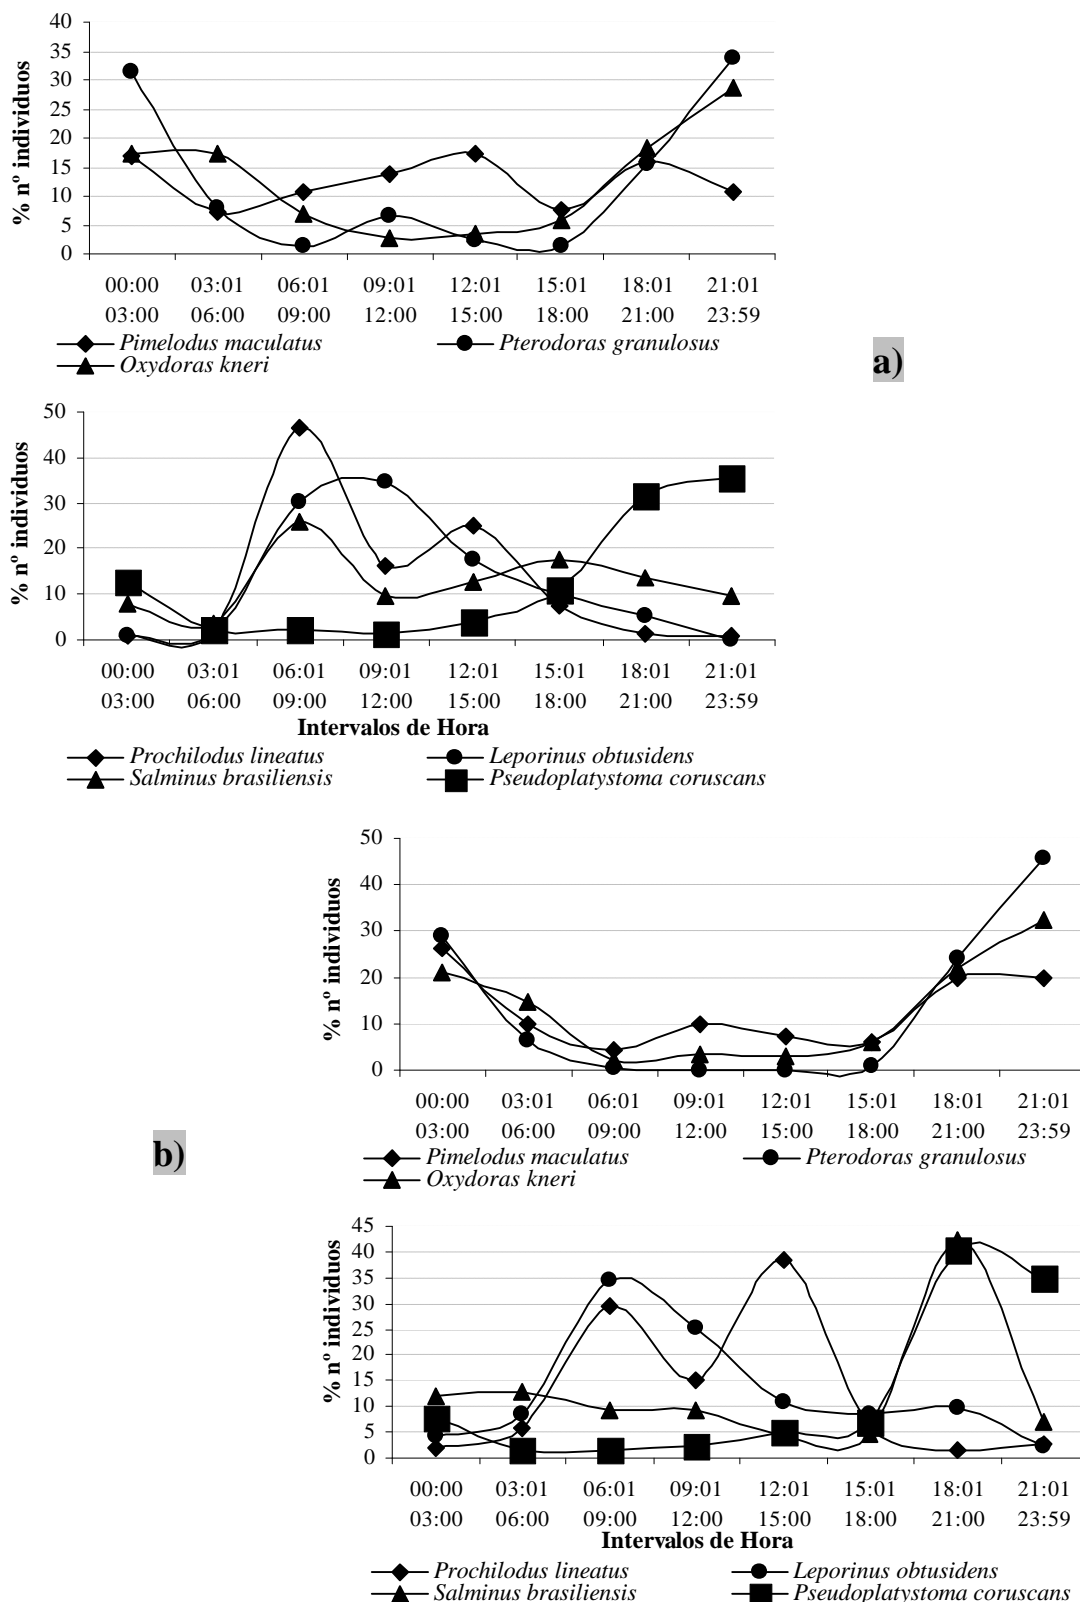 40
35
30
25
20
15
10
5
0
% nº individuos
00:00 03:01 06:01 09:01 12:01 15:01 18:01 21:01
03:00 06:00 09:00 12:00 15:00 18:00 21:00 23:59
Pimelodus maculatus Pterodoras granulosus
Oxydoras kneri
a)
50
40
30
20
10
0
% nº individuos
00:00 03:01 06:01 09:01 12:01 15:01 18:01 21:01
03:00 06:00 09:00 12:00 15:00 18:00 21:00 23:59
Intervalos de Hora
Prochilodus lineatus Leporinus obtusidens
Salminus brasiliensis Pseudoplatystoma coruscans
50
40
30
20
10
0
% nº individuos
00:00 03:01 06:01 09:01 12:01 15:01 18:01 21:01
03:00 06:00 09:00 12:00 15:00 18:00 21:00 23:59
Pimelodus maculatus Pterodoras granulosus
Oxydoras kneri
b)
45
40
35
30
25
20
15
10
5
0
% nº individuos
00:00 03:01 06:01 09:01 12:01 15:01 18:01 21:01
03:00 06:00 09:00 12:00 15:00 18:00 21:00 23:59
Intervalos de Hora
Prochilodus lineatus Leporinus obtusidens
Salminus brasiliensis Pseudoplatystoma coruscans